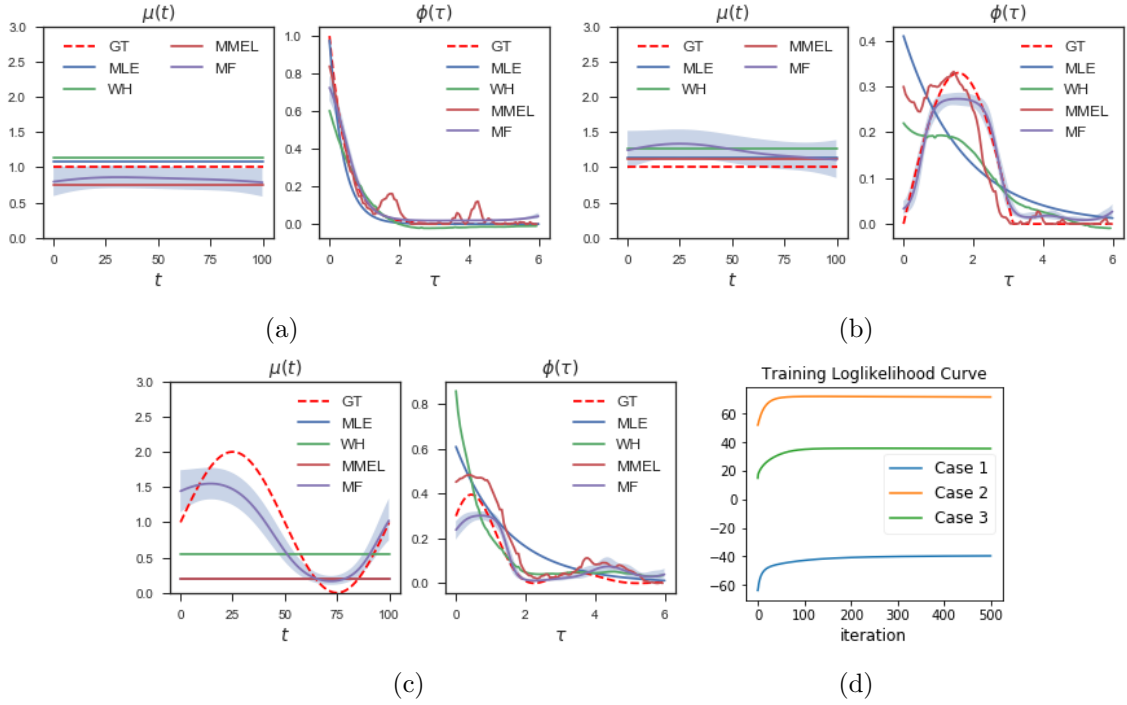 μ(t)
3.0
2.5
2.0
1.5
1.0
0.5
0.0
0 25 50 75 100
t
GT
MLE
WH
MMEL
MF
ϕ(τ)
1.0
0.8
0.6
0.4
0.2
0.0
0 2 4 6
τ
GT
MLE
WH
MMEL
MF
(a)
μ(t)
3.0
2.5
2.0
1.5
1.0
0.5
0.0
0 25 50 75 100
t
GT
MLE
WH
MMEL
MF
ϕ(τ)
0.4
0.3
0.2
0.1
0.0
0 2 4 6
τ
GT
MLE
WH
MMEL
MF
(b)
μ(t)
3.0
2.5
2.0
1.5
1.0
0.5
0.0
0 25 50 75 100
t
GT
MLE
WH
MMEL
MF
ϕ(τ)
0.8
0.6
0.4
0.2
0.0
0 2 4 6
τ
GT
MLE
WH
MMEL
MF
(c)
Training Loglikelihood Curve
60
40
20
0
−20
−40
−60
0 100 200 300 400 500
iteration
Case 1
Case 2
Case 3
(d)